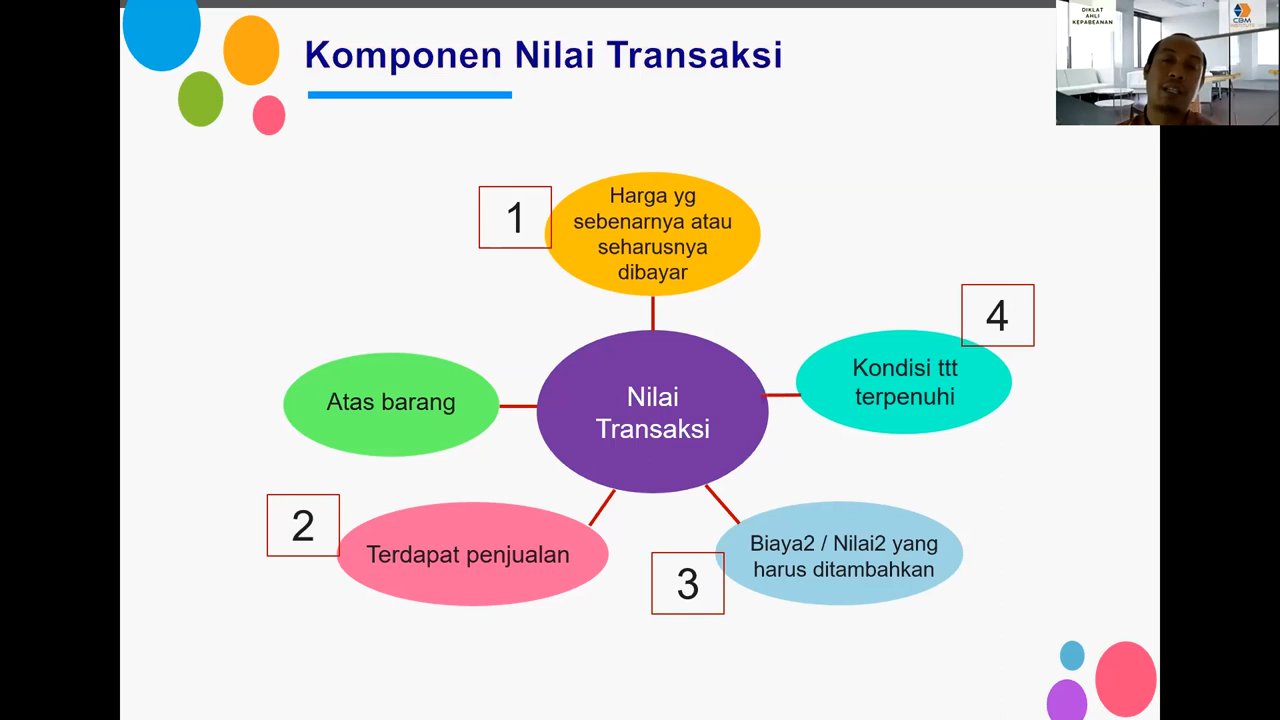 Komponen Nilai Transaksi
DIKLAT
AHLI
KEPABEANAN
CBM
1
Harga yg
sebenarnya atau
seharusnya
dibayar
4
Kondisi ttt
terpenuhi
Nilai
Transaksi
Atas barang
2
Terdapat penjualan
3
Biaya2 / Nilai2 yang
harus ditambahkan